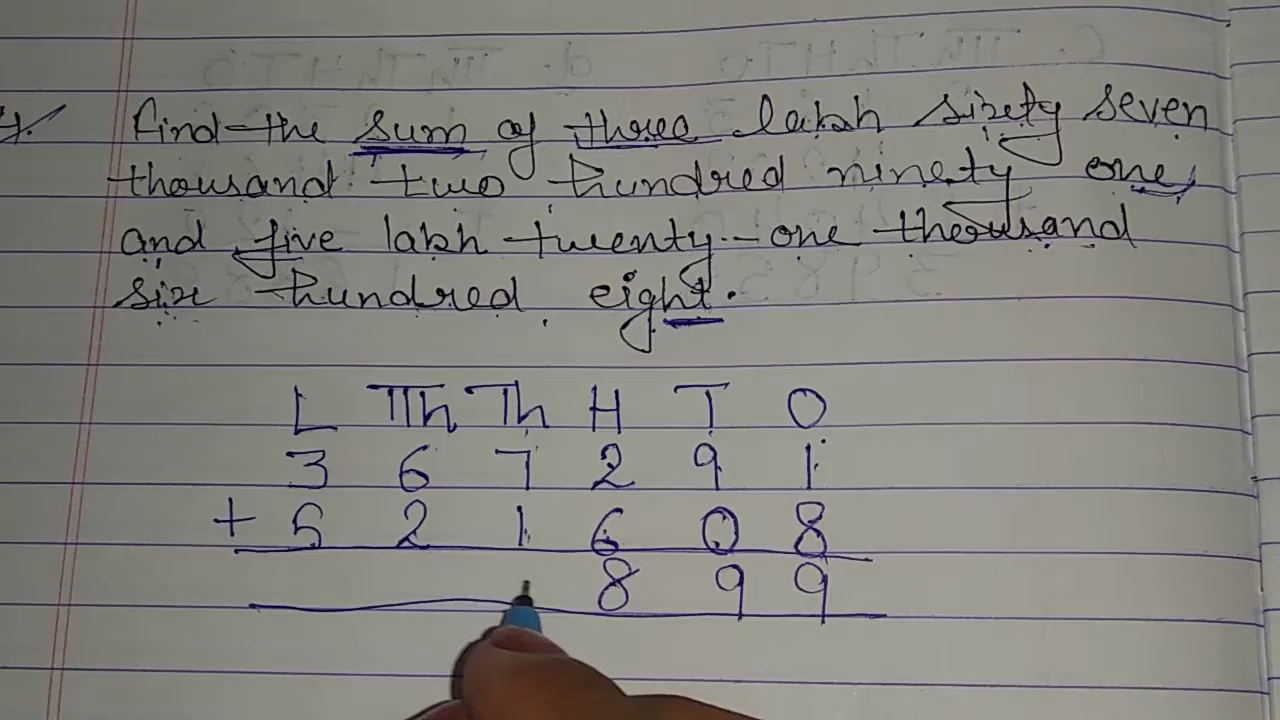 Find the sum of three lakh sixty seven
thousand two hundred ninety one,
and five lakh twenty-one thousand
six hundred eight.
L TTh Th H T O
3 6 7 2 9 1
+ 5 2 1 6 0 8
8 9 9